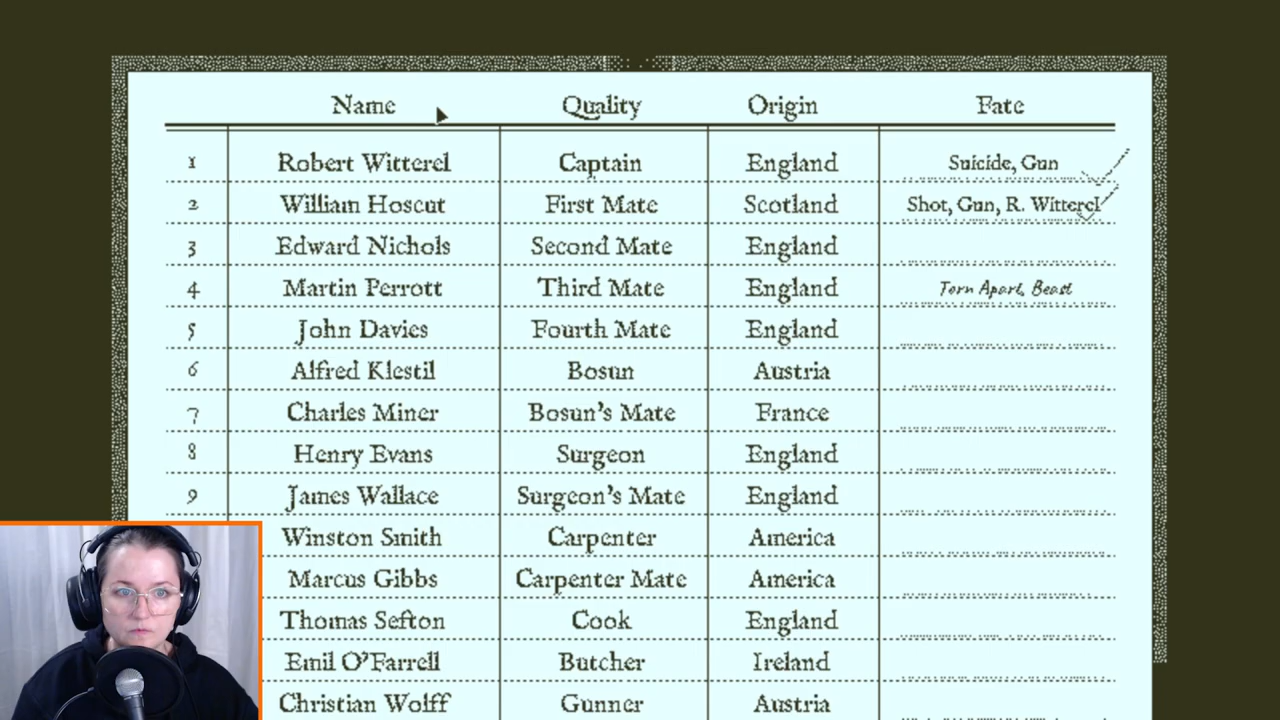 Name Quality Origin Fate
1 Robert Witterel Captain England Suicide, Gun
2 William Hoscut First Mate Scotland Shot, Gun, R. Witterel
3 Edward Nichols Second Mate England
4 Martin Perrott Third Mate England Torn Apart, Beast
5 John Davies Fourth Mate England
6 Alfred Klestil Bosun Austria
7 Charles Miner Bosun's Mate France
8 Henry Evans Surgeon England
9 James Wallace Surgeon's Mate England
Winston Smith Carpenter America
Marcus Gibbs Carpenter Mate America
Thomas Sefton Cook England
Emil O'Farrell Butcher Ireland
Christian Wolff Gunner Austria